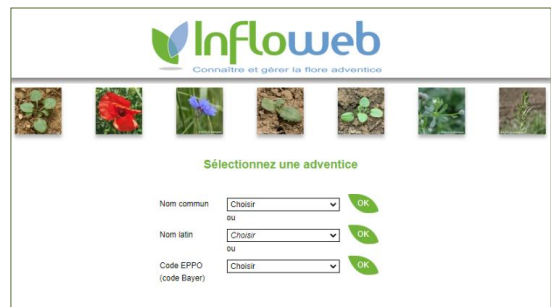 Infloweb
Connaître et gérer la flore adventice
Sélectionnez une adventice
Nom commun Choisir OK
ou
Nom latin Choisir OK
ou
Code EPPO Choisir OK
(code Bayer)